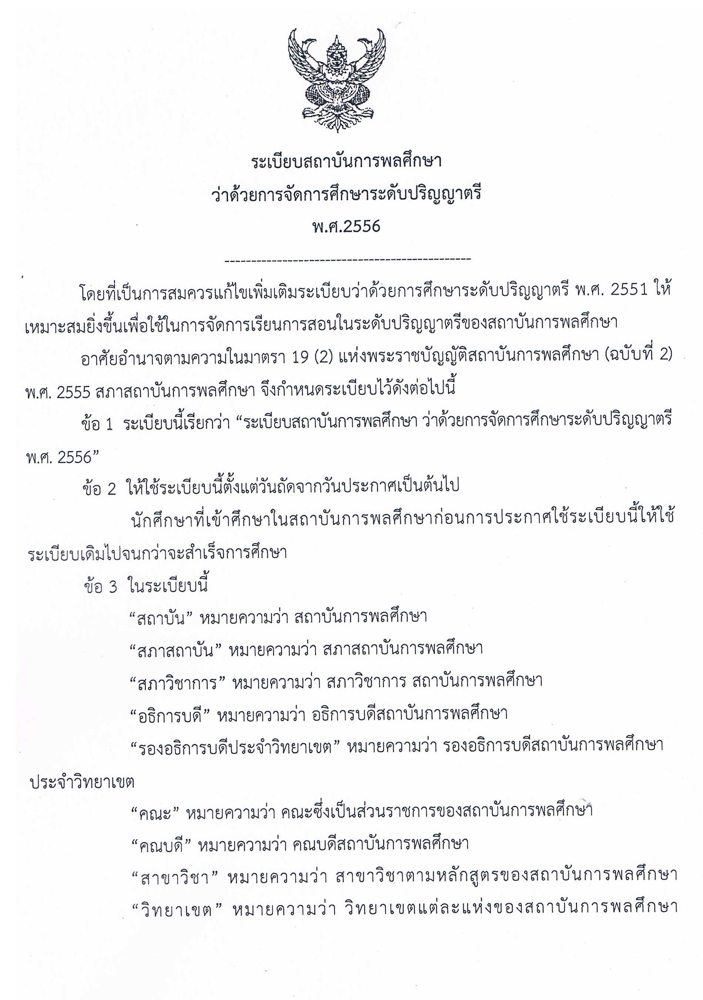 ระเบียบสถาบันการพลศึกษา
ว่าด้วยการจัดการศึกษาระดับปริญญาตรี
พ.ศ.2556
----------------------------------------------
โดยที่เป็นการสมควรแก้ไขเพิ่มเติมระเบียบว่าด้วยการศึกษาระดับปริญญาตรี พ.ศ. 2551 ให้
เหมาะสมยิ่งขึ้นเพื่อใช้ในการจัดการเรียนการสอนในระดับปริญญาตรีของสถาบันการพลศึกษา
อาศัยอำนาจตามความในมาตรา 19 (2) แห่งพระราชบัญญัติสถาบันการพลศึกษา (ฉบับที่ 2)
พ.ศ. 2555 สภาสถาบันการพลศึกษา จึงกำหนดระเบียบไว้ดังต่อไปนี้
ข้อ 1 ระเบียบนี้เรียกว่า “ระเบียบสถาบันการพลศึกษา ว่าด้วยการจัดการศึกษาระดับปริญญาตรี
พ.ศ. 2556”
ข้อ 2 ให้ใช้ระเบียบนี้ตั้งแต่วันถัดจากวันประกาศเป็นต้นไป
นักศึกษาที่เข้าศึกษาในสถาบันการพลศึกษาก่อนการประกาศใช้ระเบียบนี้ให้ใช้
ระเบียบเดิมไปจนกว่าจะสำเร็จการศึกษา
ข้อ 3 ในระเบียบนี้
“สถาบัน” หมายความว่า สถาบันการพลศึกษา
“สภาสถาบัน” หมายความว่า สภาสถาบันการพลศึกษา
“สภาวิชาการ” หมายความว่า สภาวิชาการ สถาบันการพลศึกษา
“อธิการบดี” หมายความว่า อธิการบดีสถาบันการพลศึกษา
“รองอธิการบดีประจำวิทยาเขต” หมายความว่า รองอธิการบดีสถาบันการพลศึกษา
ประจำวิทยาเขต
“คณะ” หมายความว่า คณะซึ่งเป็นส่วนราชการของสถาบันการพลศึกษา
“คณบดี” หมายความว่า คณบดีสถาบันการพลศึกษา
“สาขาวิชา” หมายความว่า สาขาวิชาตามหลักสูตรของสถาบันการพลศึกษา
“วิทยาเขต” หมายความว่า วิทยาเขตแต่ละแห่งของสถาบันการพลศึกษา